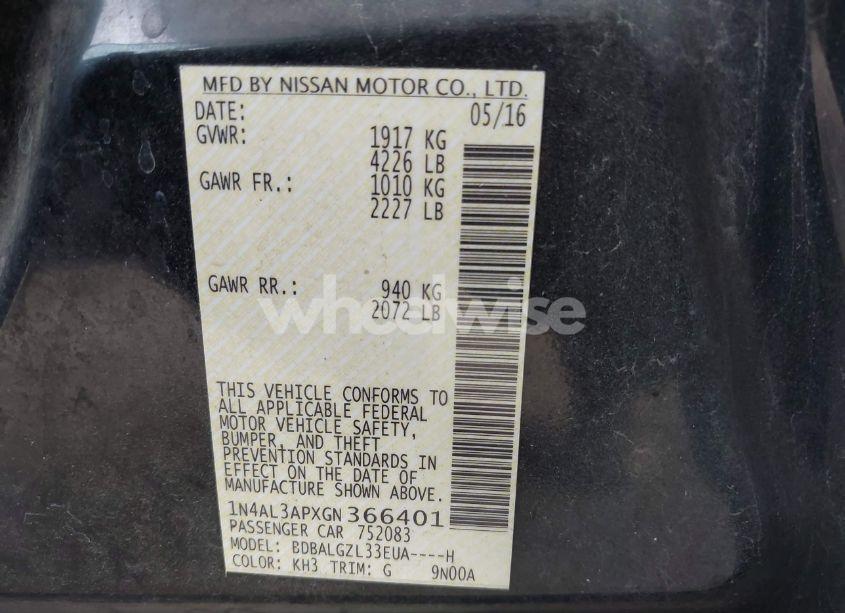 MFD BY NISSAN MOTOR CO., LTD.
DATE: 05/16
GVWR: 1917 KG
4226 LB
GAWR FR.: 1010 KG
2227 LB
GAWR RR.: 940 KG
2072 LB
wheelwise
THIS VEHICLE CONFORMS TO
ALL APPLICABLE FEDERAL
MOTOR VEHICLE SAFETY,
BUMPER, AND THEFT
PREVENTION STANDARDS IN
EFFECT ON THE DATE OF
MANUFACTURE SHOWN ABOVE.
1N4AL3APXGN366401
PASSENGER CAR 752083
MODEL: BDBALGZL33EUA----H
COLOR: KH3 TRIM: G 9N00A